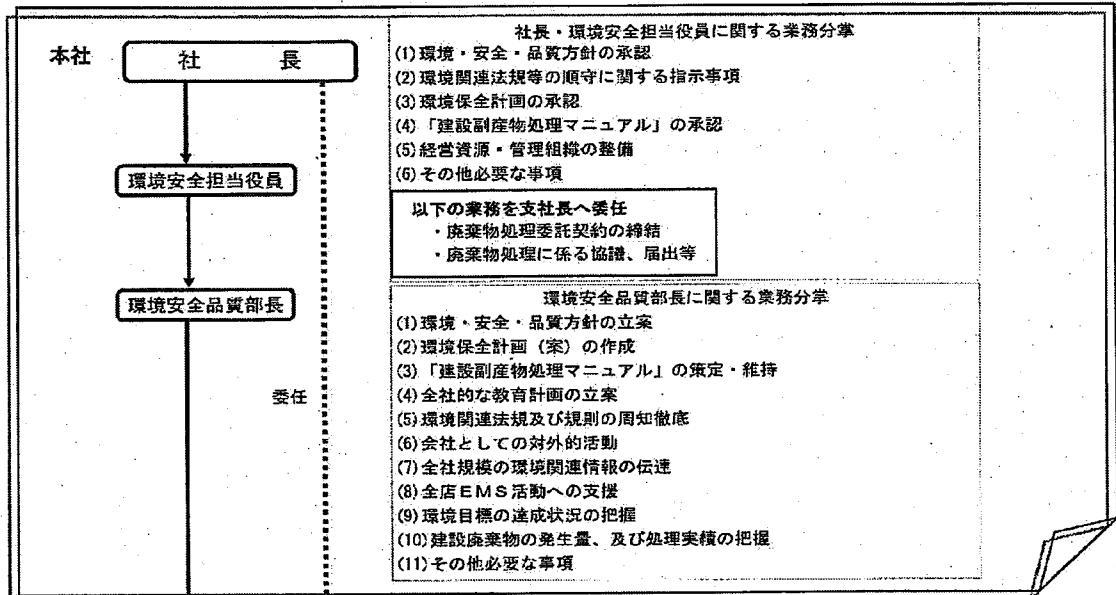 本社
社　　長
環境安全担当役員
環境安全品質部長
委任
社長・環境安全担当役員に関する業務分掌
(1)環境・安全・品質方針の承認
(2)環境関連法規等の順守に関する指示事項
(3)環境保全計画の承認
(4)「建設副産物処理マニュアル」の承認
(5)経営資源・管理組織の整備
(6)その他必要な事項
以下の業務を支社長へ委任
・廃棄物処理委託契約の締結
・廃棄物処理に係る協議、届出等
環境安全品質部長に関する業務分掌
(1)環境・安全・品質方針の立案
(2)環境保全計画（案）の作成
(3)「建設副産物処理マニュアル」の策定・維持
(4)全社的な教育計画の立案
(5)環境関連法規及び規則の周知徹底
(6)会社としての対外的活動
(7)全社規模の環境関連情報の伝達
(8)全店ＥＭＳ活動への支援
(9)環境目標の達成状況の把握
(10)建設廃棄物の発生量、及び処理実績の把握
(11)その他必要な事項